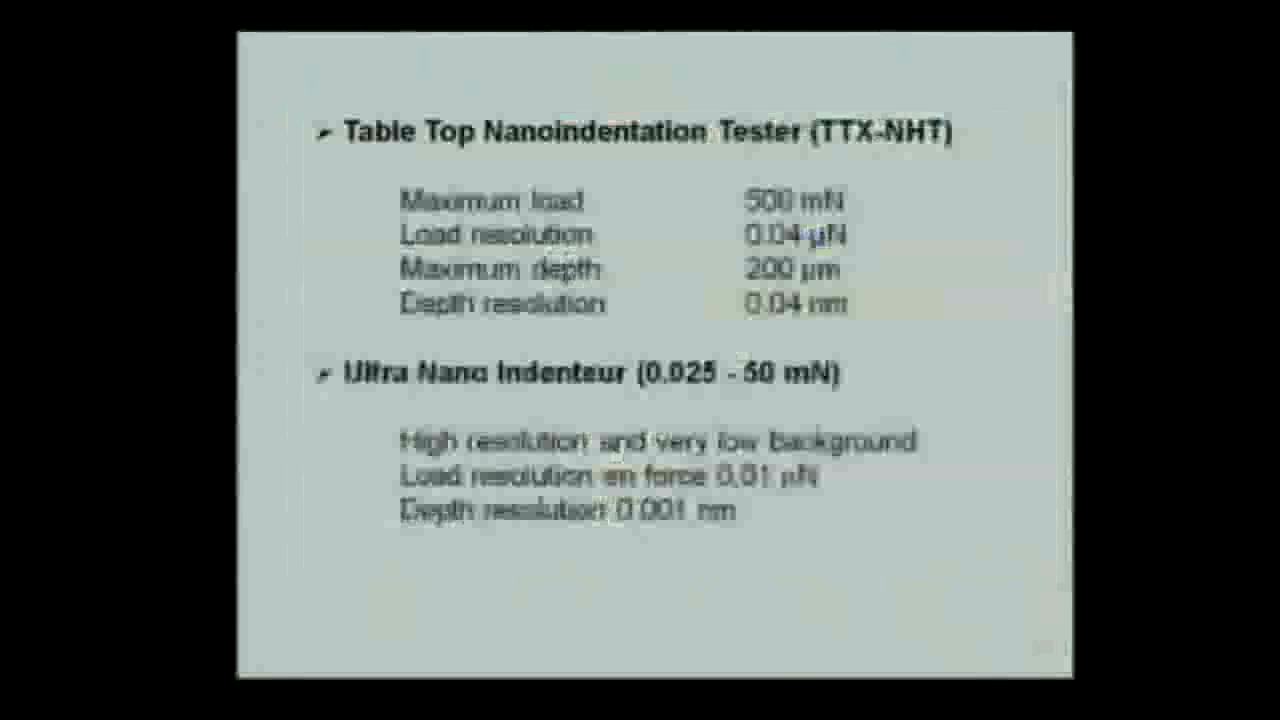 ➢ Table Top Nanoindentation Tester (TTX-NHT)
Maximum load 500 mN
Load resolution 0.04 µN
Maximum depth 200 µm
Depth resolution 0.04 nm
➢ Ultra Nano Indenteur (0.025 - 50 mN)
High resolution and very low background
Load resolution en force 0.01 µN
Depth resolution 0.001 nm